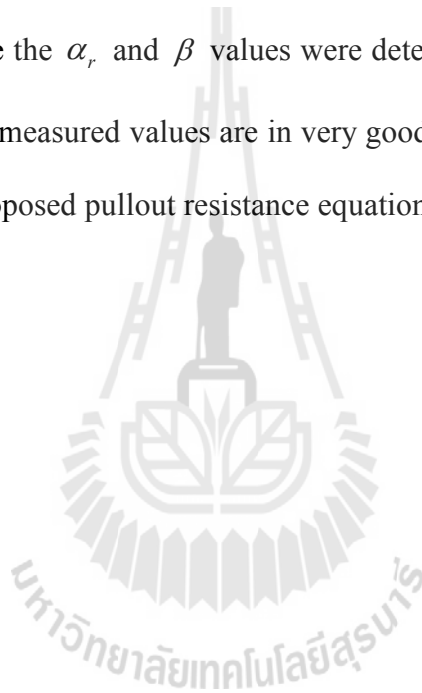 e the αᵣ and β values were dete
measured values are in very good
posed pullout resistance equation
มหาวิทยาลัยเทคโนโลยีสุรนารี